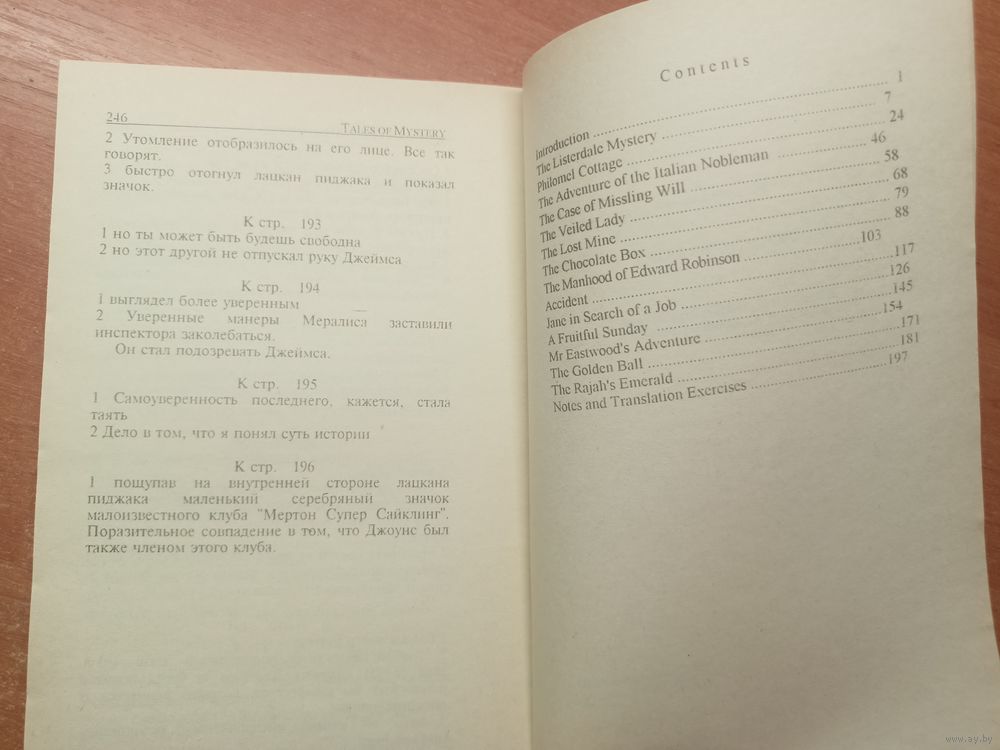 246
TALES OF MYSTERY
2 Утомление отобразилось на его лице. Все так
говорят.
3 быстро отогнул лацкан пиджака и показал
значок.
К стр. 193
1 но ты может быть будешь свободна
2 но этот другой не отпускал руку Джеймса
К стр. 194
1 выглядел более уверенным
2 Уверенные манеры Мералиса заставили
инспектора заколебаться.
Он стал подозревать Джеймса.
К стр. 195
1 Самоуверенность последнего, кажется, стала
таять
2 Дело в том, что я понял суть истории
К стр. 196
1 пощупав на внутренней стороне лацкана
пиджака маленький серебряный значок
малоизвестного клуба "Мертон Супер Сайклинг".
Поразительное совпадение в том, что Джоунс был
также членом этого клуба.
Contents
Introduction 1
The Listerdale Mystery 7
Philomel Cottage 24
The Adventure of the Italian Nobleman 46
The Case of Missling Will 58
The Veiled Lady 68
The Lost Mine 79
The Chocolate Box 88
The Manhood of Edward Robinson 103
Accident 117
Jane in Search of a Job 126
A Fruitful Sunday 145
Mr Eastwood's Adventure 154
The Golden Ball 171
The Rajah's Emerald 181
Notes and Translation Exercises 197
www.ay.by